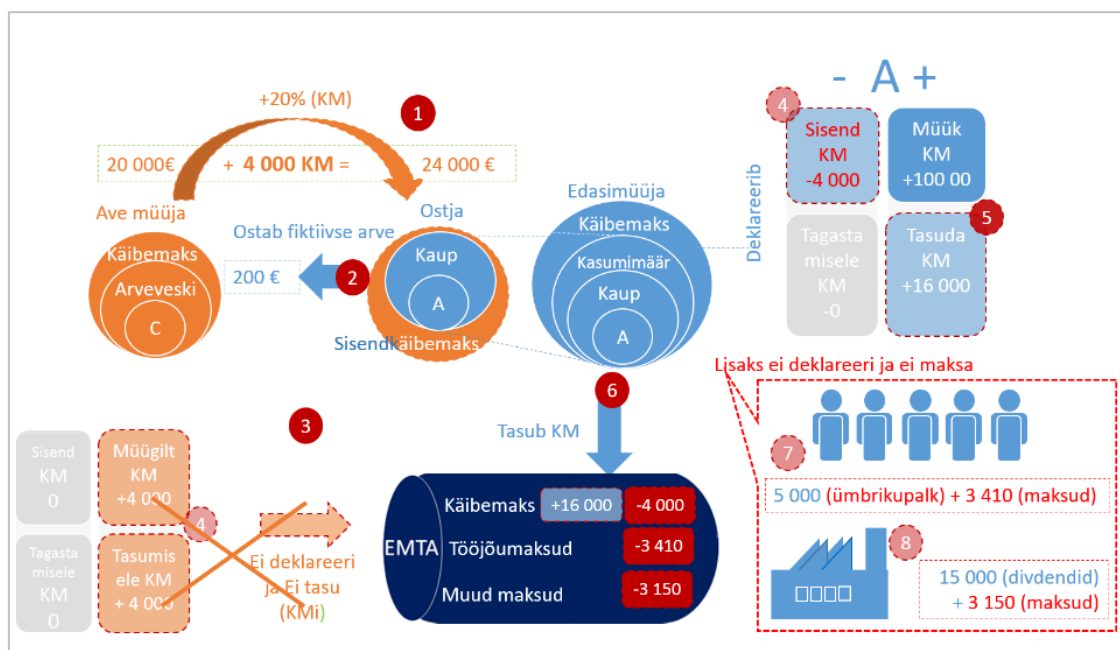 +20% (KM)
1
20 000€ + 4 000 KM = 24 000 €
Ave müüja
Käibemaks
Arveveski
C
Ostab fiktiivse arve
200 €
2
Ostja
Kaup
A
Sisendkäibemaks
Edasimüüja
Käibemaks
Kasumimäär
Kaup
A
Deklareerib
- A +
4
Sisend
KM
-4 000
Müük
KM
+100 00
Tagasta
misele
KM
-0
5
Tasuda
KM
+16 000
3
Sisend
KM
0
Müügilt
KM
+4 000
Tagasta
misele
KM
0
Tasumis
ele KM
+ 4 000
4
Ei deklareeri
ja Ei tasu
(KMi)
6
Tasub KM
EMTA
Käibemaks +16 000 -4 000
Tööjõumaksud -3 410
Muud maksud -3 150
Lisaks ei deklareeri ja ei maksa
7
5 000 (ümbrikupalk) + 3 410 (maksud)
8
15 000 (divdendid)
+ 3 150 (maksud)